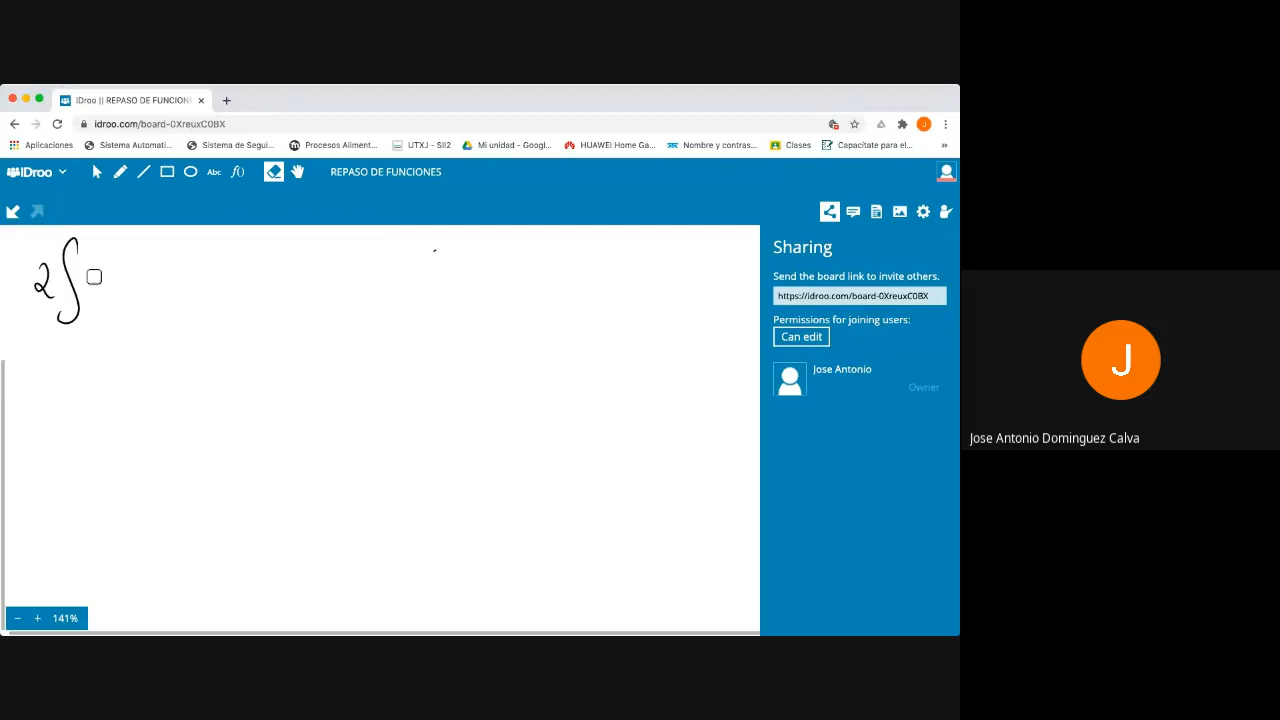 IDroo || REPASO DE FUNCION
idroo.com/board-0XreuxC0BX
Aplicaciones Sistema Automati... Sistema de Segui... Procesos Aliment... UTXJ - SII2 Mi unidad - Googl... HUAWEI Home Ga... Nombre y contras... Clases Capacítate para el... »
IDroo Abc f() REPASO DE FUNCIONES
Sharing
Send the board link to invite others.
https://idroo.com/board-0XreuxC0BX
Permissions for joining users:
Can edit
Jose Antonio
Owner
2∫
J
Jose Antonio Dominguez Calva
− + 141%